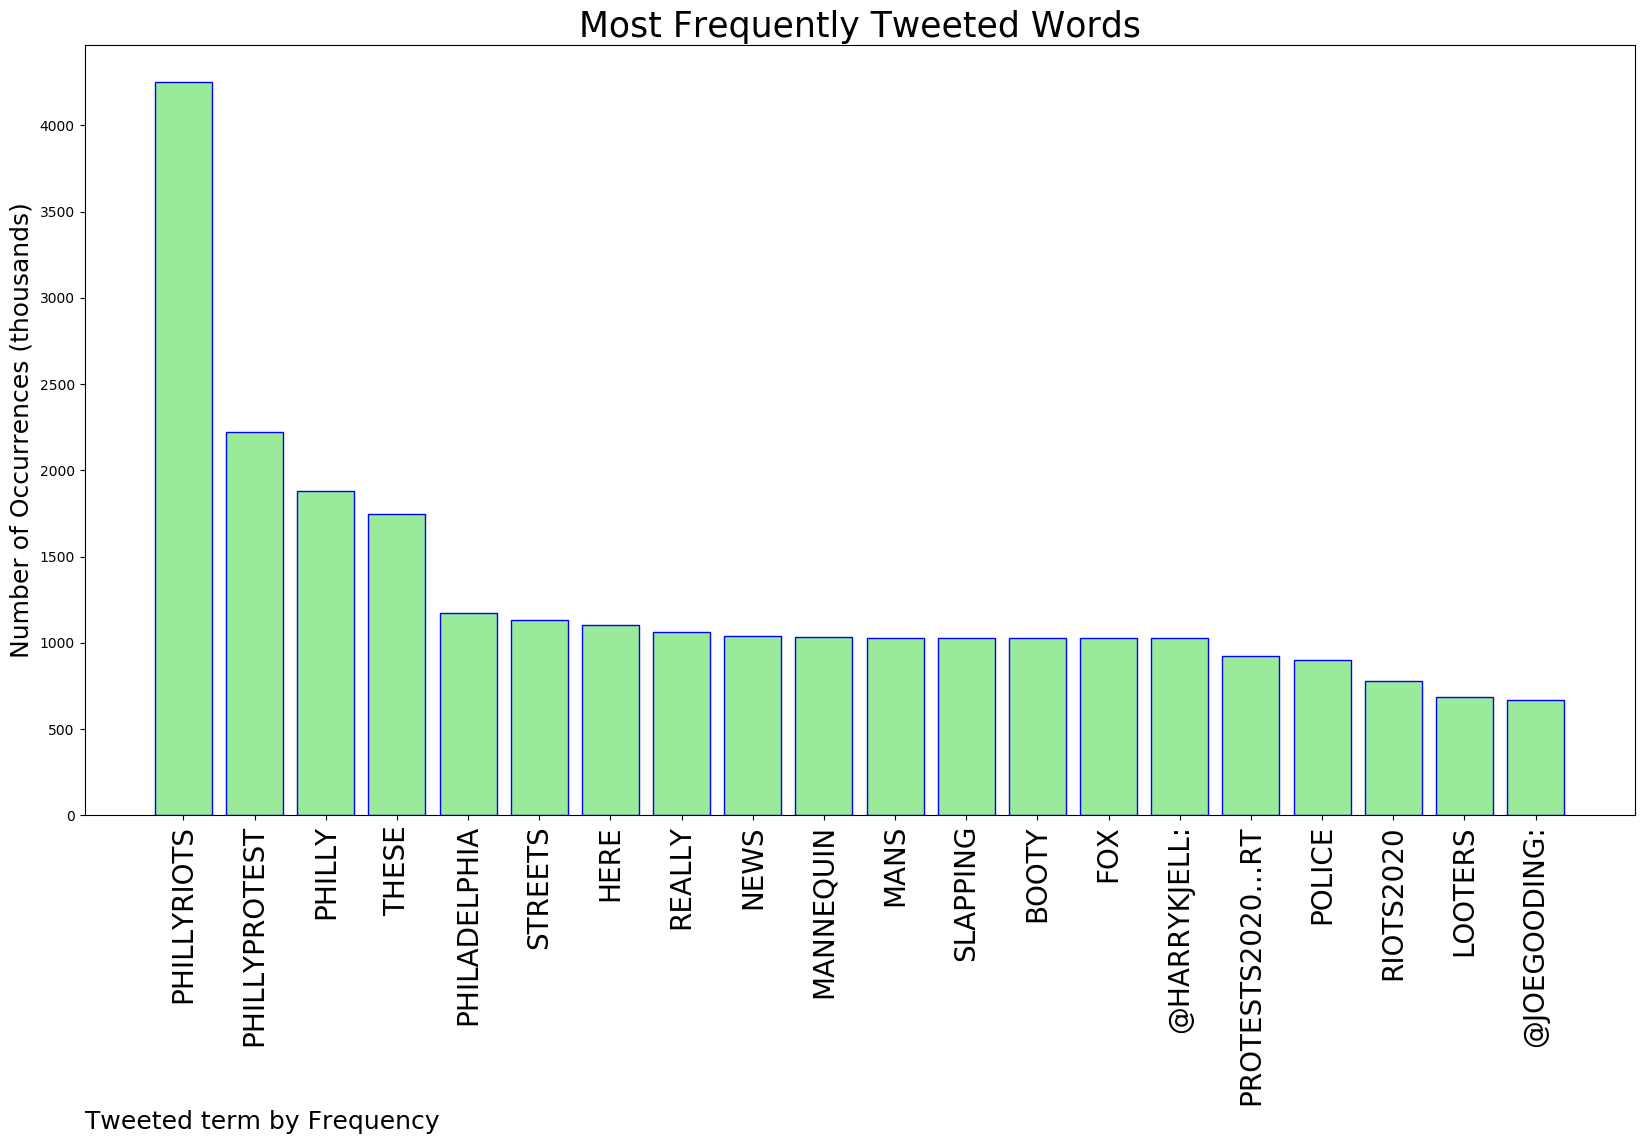 Most Frequently Tweeted Words
Number of Occurrences (thousands)
4000
3500
3000
2500
2000
1500
1000
500
0
PHILLYRIOTS
PHILLYPROTEST
PHILLY
THESE
PHILADELPHIA
STREETS
HERE
REALLY
NEWS
MANNEQUIN
MANS
SLAPPING
BOOTY
FOX
@HARRYKJELL:
PROTESTS2020…RT
POLICE
RIOTS2020
LOOTERS
@JOEGOODING:
Tweeted term by Frequency